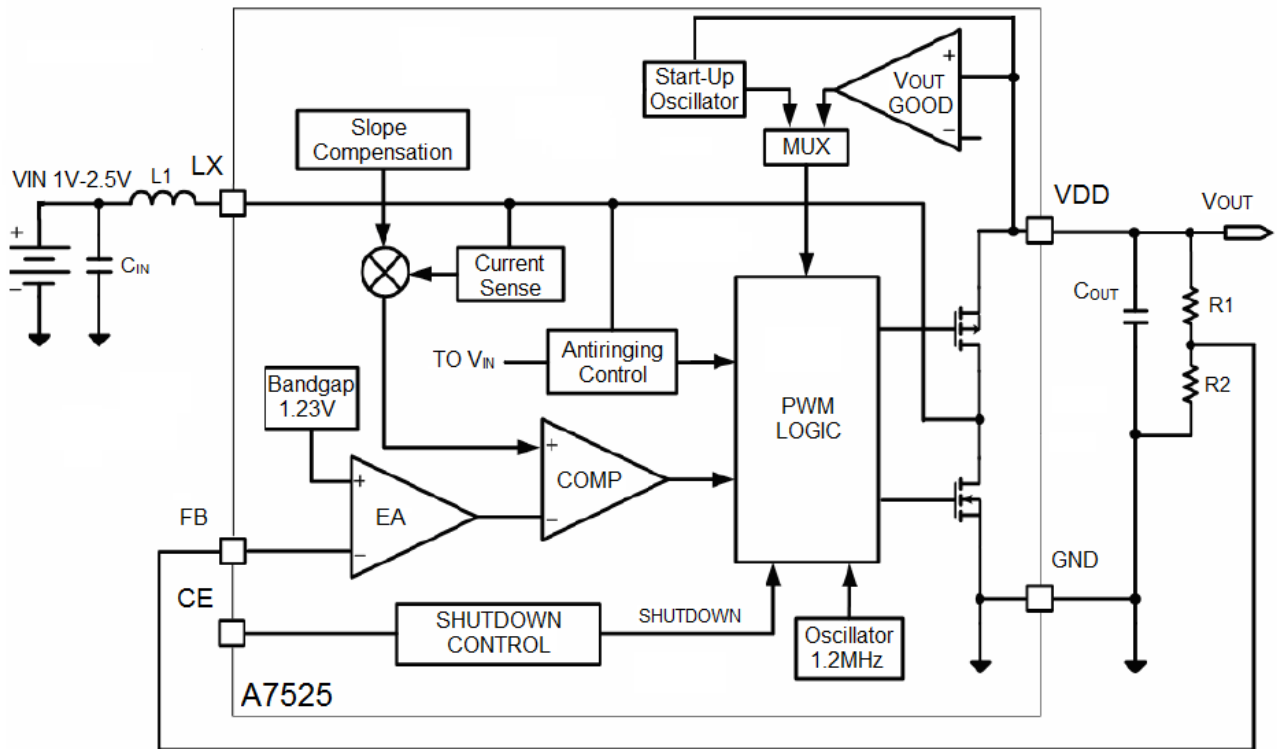 Start-Up
Oscillator
+
VOUT
GOOD
−
MUX
Slope
Compensation
VIN 1V-2.5V
L1
LX
+
−
CIN
Current
Sense
VDD
VOUT
COUT
R1
R2
TO VIN
Antiringing
Control
Bandgap
1.23V
PWM
LOGIC
+
COMP
−
+
EA
−
FB
CE
GND
SHUTDOWN
CONTROL
SHUTDOWN
Oscillator
1.2MHz
A7525